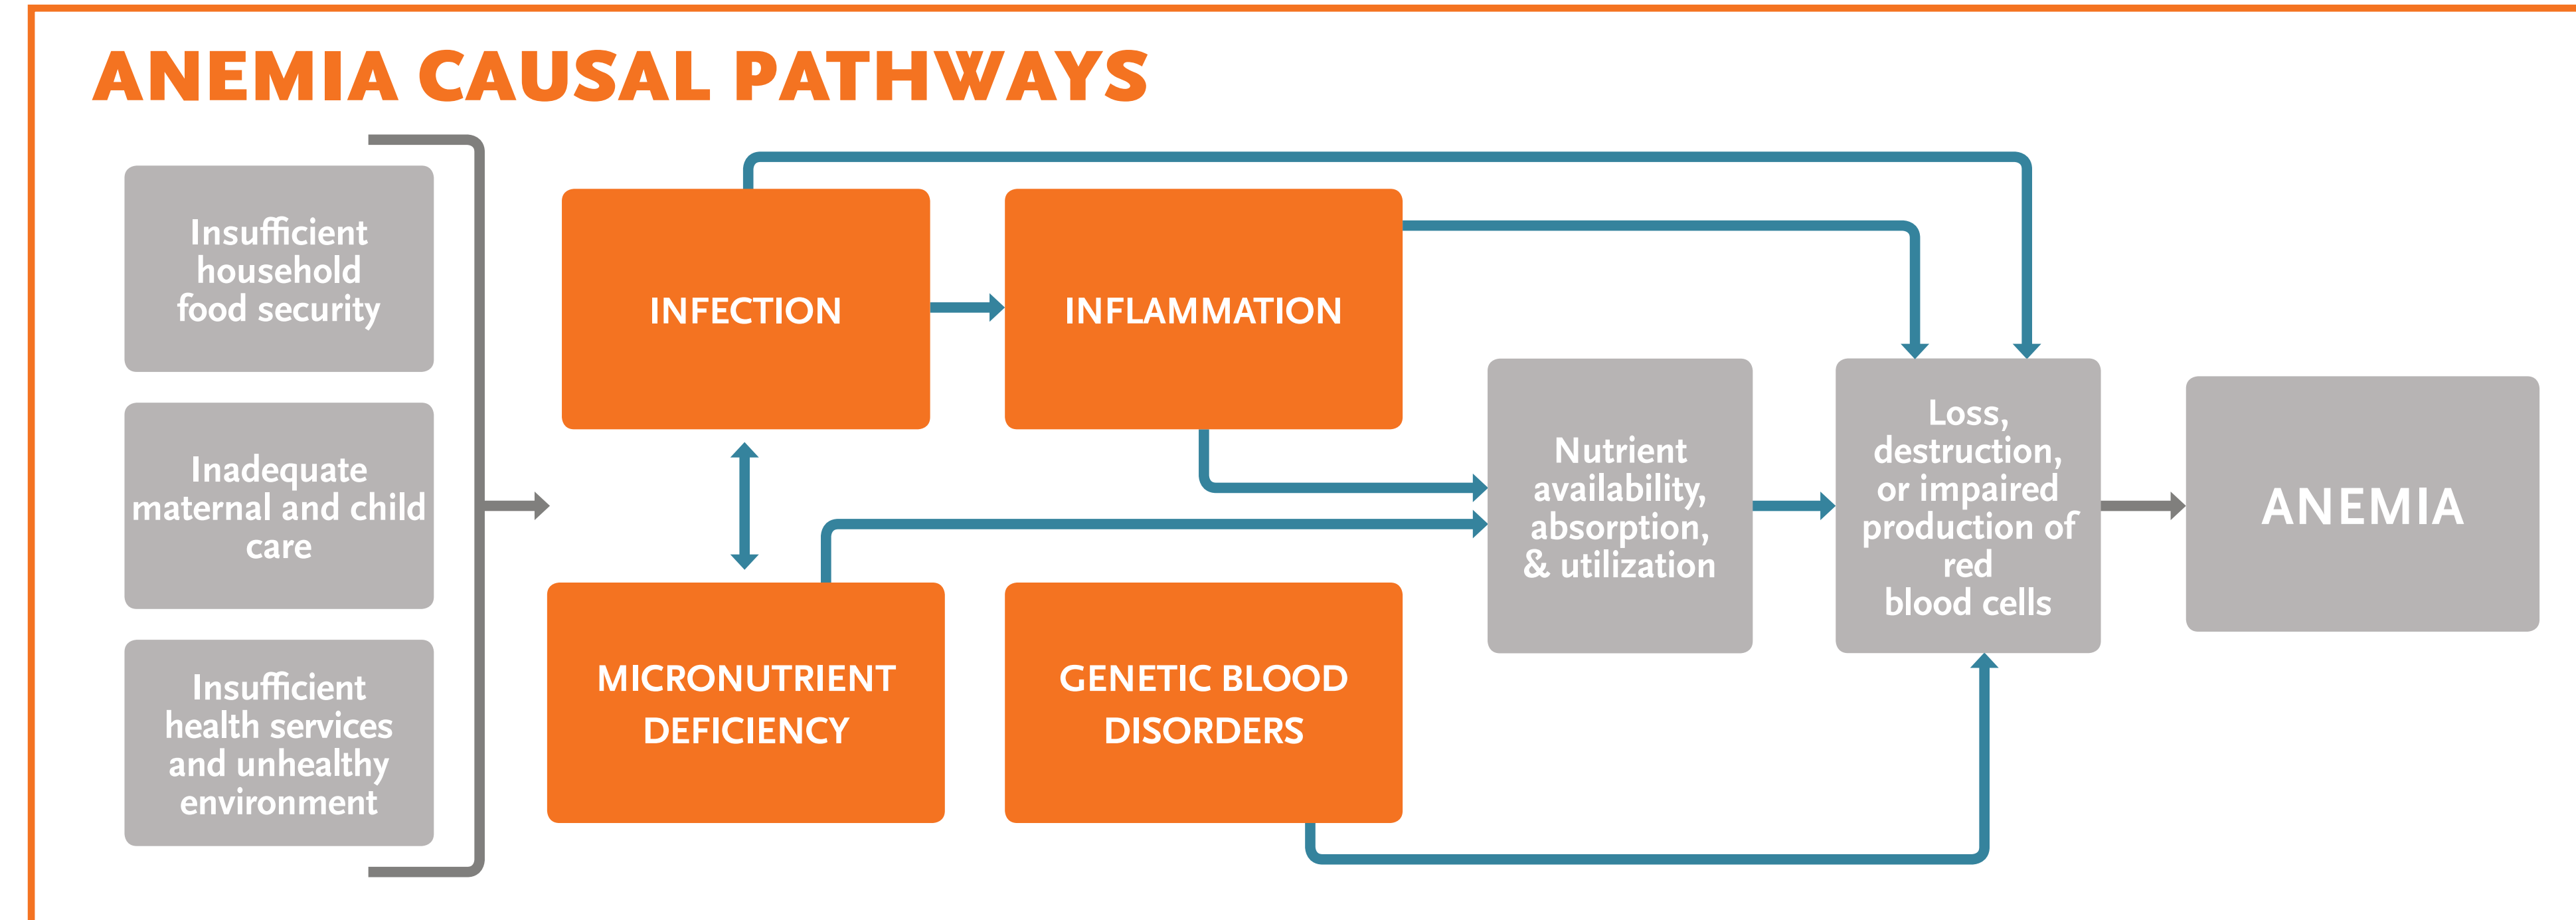 ANEMIA CAUSAL PATHWAYS
Insufficient
household
food security
Inadequate
maternal and child
care
Insufficient
health services
and unhealthy
environment
INFECTION
INFLAMMATION
MICRONUTRIENT
DEFICIENCY
GENETIC BLOOD
DISORDERS
Nutrient
availability,
absorption,
& utilization
Loss,
destruction,
or impaired
production of
red
blood cells
ANEMIA